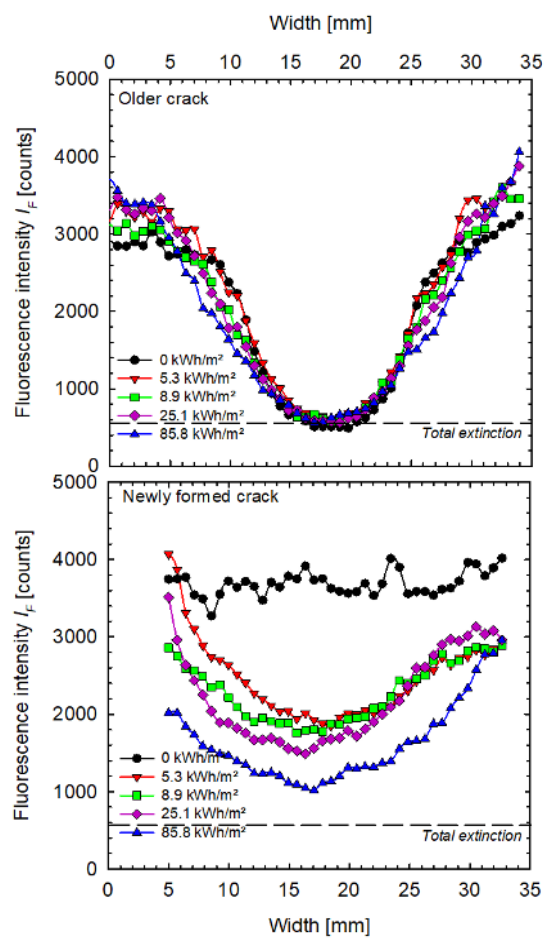 Width [mm]
0 5 10 15 20 25 30 35
5000
Older crack
4000
3000
2000
1000
0
Fluorescence intensity I_F [counts]
0 kWh/m²
5.3 kWh/m²
8.9 kWh/m²
25.1 kWh/m²
85.8 kWh/m²
Total extinction
5000
Newly formed crack
4000
3000
2000
1000
0
Fluorescence intensity I_F [counts]
0 kWh/m²
5.3 kWh/m²
8.9 kWh/m²
25.1 kWh/m²
85.8 kWh/m²
Total extinction
0 5 10 15 20 25 30 35
Width [mm]